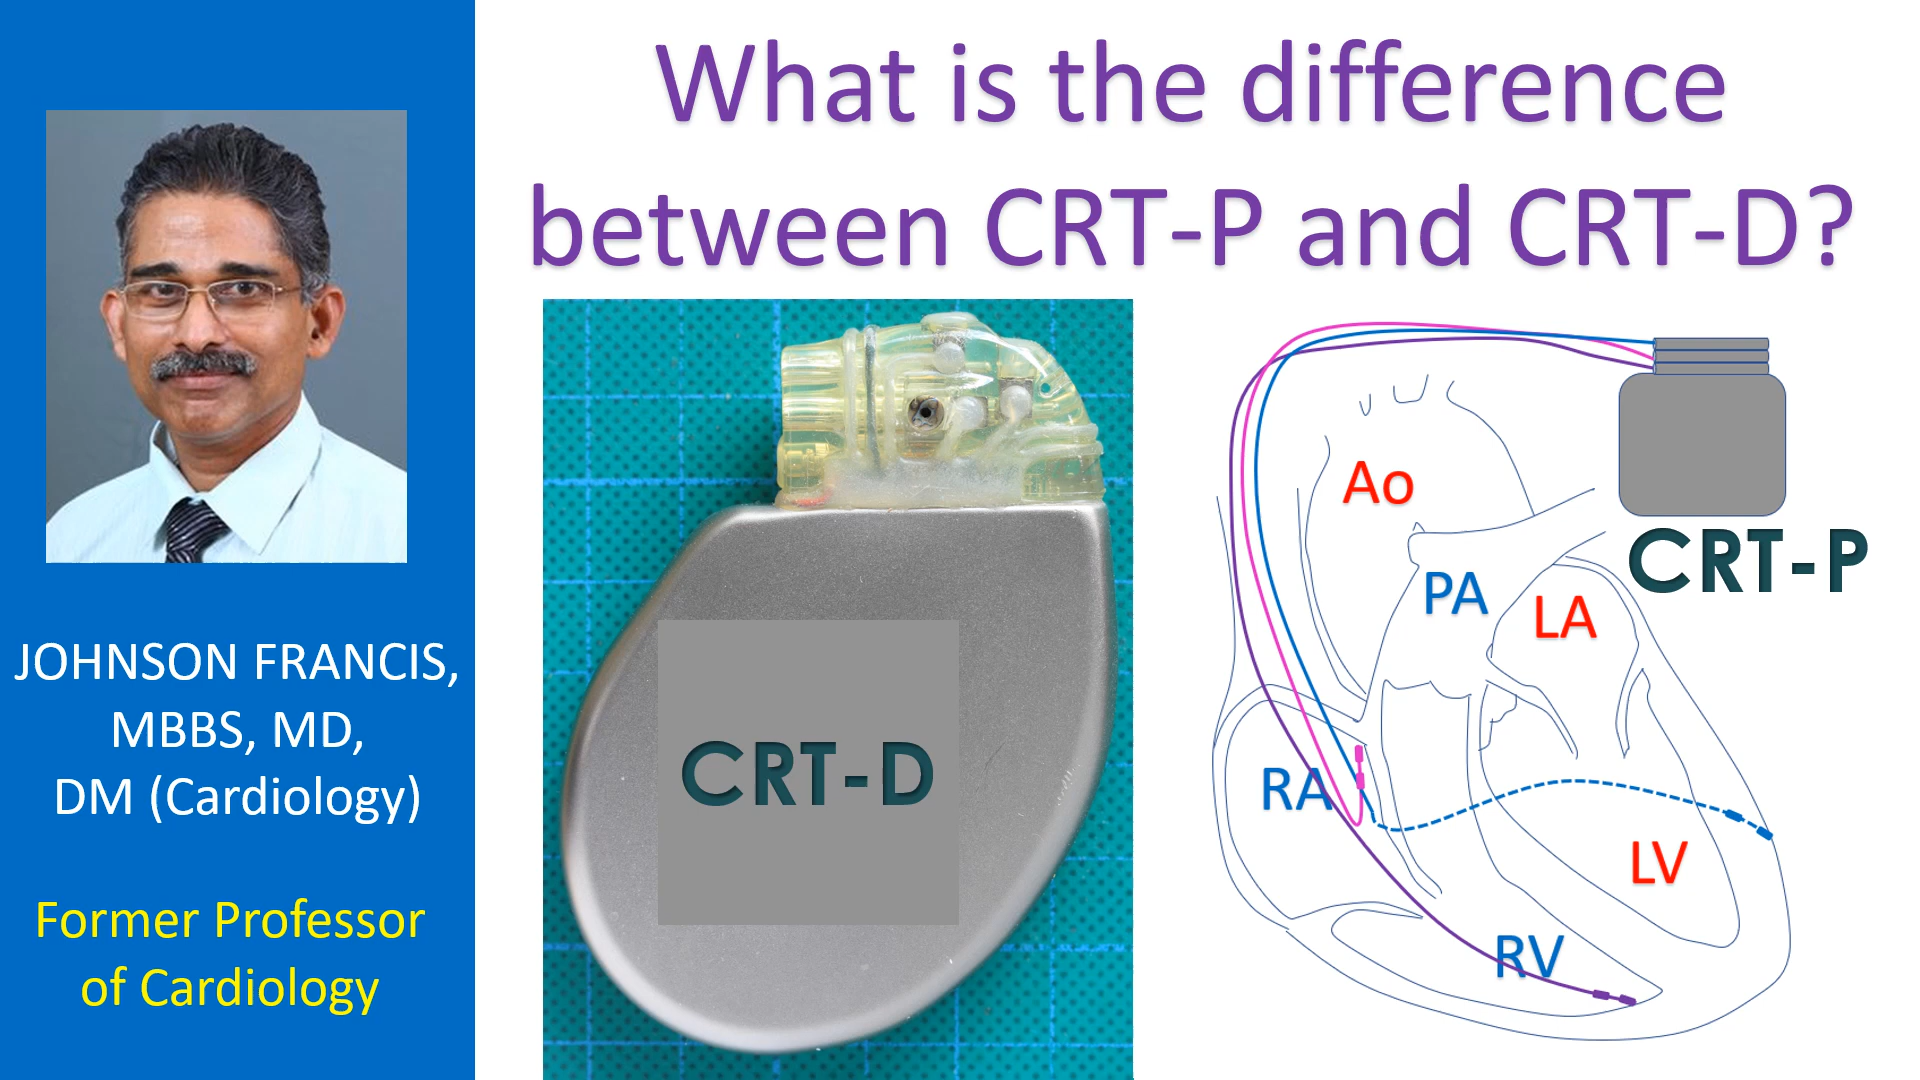 What is the difference
between CRT-P and CRT-D?
JOHNSON FRANCIS,
MBBS, MD,
DM (Cardiology)
Former Professor
of Cardiology
CRT-D
CRT-P
Ao
PA
LA
RA
LV
RV